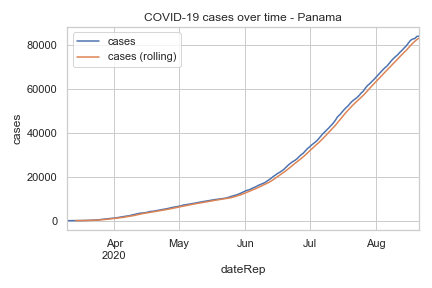 COVID-19 cases over time - Panama
cases
cases (rolling)
80000
60000
40000
20000
0
cases
Apr
2020
May
Jun
Jul
Aug
dateRep